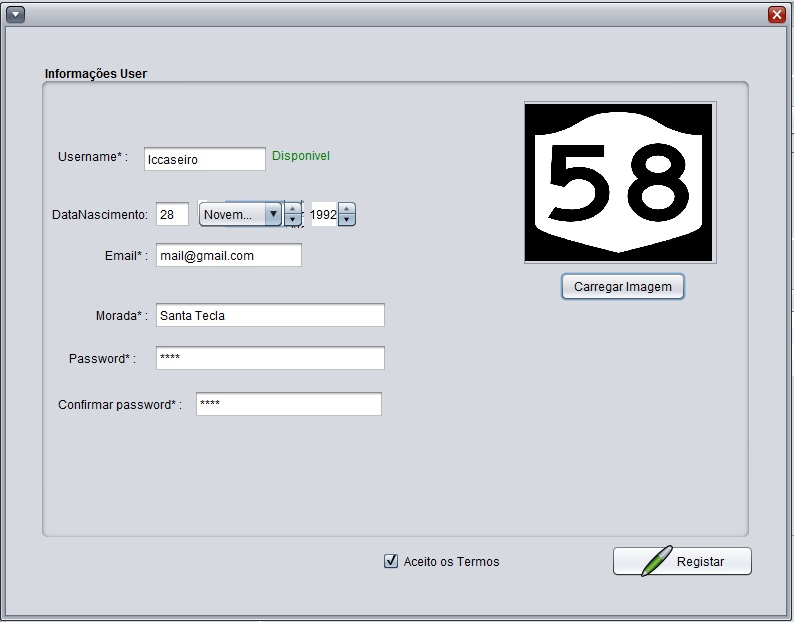 Informações User
Username* : lccaseiro Disponivel
58
DataNascimento: 28 Novem... 1992
Email* : mail@gmail.com
Carregar Imagem
Morada* : Santa Tecla
Password* : ****
Confirmar password* : ****
Aceito os Termos
Registar